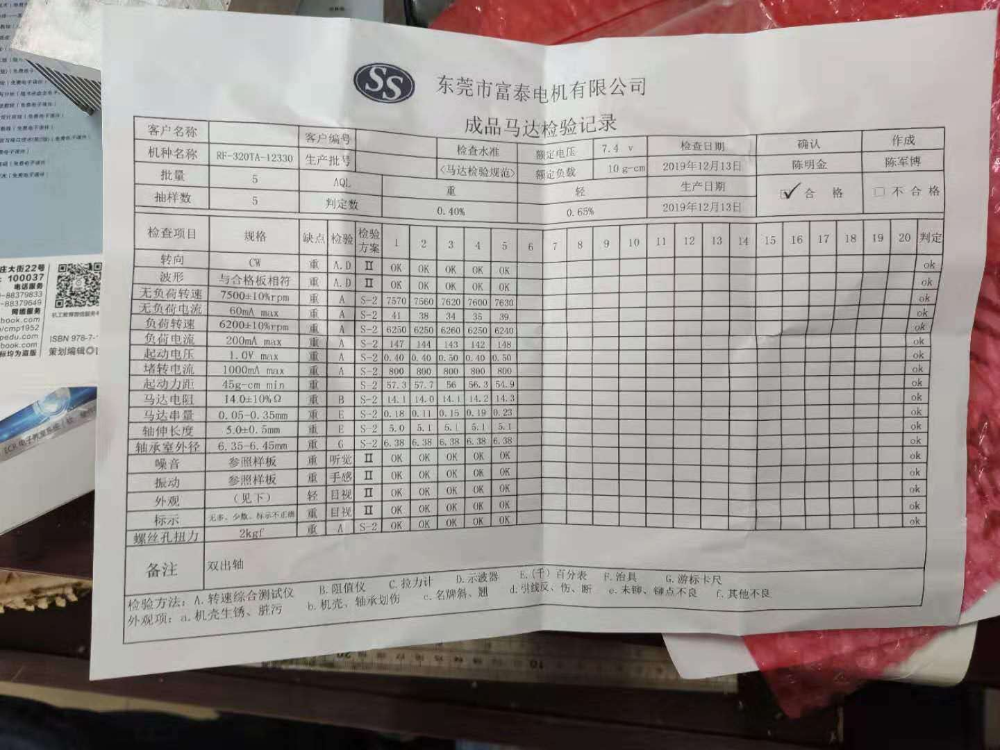 SS
东莞市富泰电机有限公司
成品马达检验记录
客户名称 客户编号 检查水准 额定电压 7.4 v 检查日期 确认 作成
机种名称 RF-320TA-12330 生产批号 <马达检验规范> 额定负载 10 g-cm 2019年12月13日 陈明金 陈军博
批量 5 AQL 重 轻 生产日期 ✓合 格 □不 合 格
抽样数 5 判定数 0.40% 0.65% 2019年12月13日
检查项目 规格 缺点 检验 检验方案 1 2 3 4 5 6 7 8 9 10 11 12 13 14 15 16 17 18 19 20 判定
转向 CW 重 A.D Ⅱ OK OK OK OK OK ok
波形 与合格板相符 重 A.D Ⅱ OK OK OK OK OK ok
无负荷转速 7500±10%rpm 重 A S-2 7570 7560 7620 7600 7630 ok
无负荷电流 60mA max 重 A S-2 41 38 34 35 39 ok
负荷转速 6200±10%rpm 重 A S-2 6250 6250 6260 6250 6240 ok
负荷电流 200mA max 重 A S-2 147 144 143 142 148 ok
起动电压 1.0V max 重 A S-2 0.40 0.40 0.50 0.40 0.50 ok
堵转电流 1000mA max 重 A S-2 800 800 800 800 800 ok
起动力距 45g-cm min 重 S-2 57.3 57.7 56 56.3 54.9 ok
马达电阻 14.0±10%Ω 重 B S-2 14.1 14.0 14.1 14.2 14.3 ok
马达串量 0.05-0.35mm 重 E S-2 0.18 0.11 0.15 0.19 0.23 ok
轴伸长度 5.0±0.5mm 重 E S-2 5.0 5.1 5.1 5.1 5.1 ok
轴承室外径 6.35-6.45mm 重 G S-2 6.38 6.38 6.38 6.38 6.38 ok
噪音 参照样板 重 听觉 Ⅱ OK OK OK OK OK ok
振动 参照样板 重 手感 Ⅱ OK OK OK OK OK ok
外观 (见下) 轻 目视 Ⅱ OK OK OK OK OK ok
标示 无多、少数、标示不正确 重 目视 Ⅱ OK OK OK OK OK ok
螺丝孔扭力 2kgf 重 A S-2 OK OK OK OK OK ok
备注 双出轴
检验方法: A.转速综合测试仪 B.阻值仪 C.拉力计 D.示波器 E.(千)百分表 F.治具 G.游标卡尺
外观项: a.机壳生锈、脏污 b.机壳、轴承划伤 c.名牌斜、翘 d.引线反、伤、断 e.未铆、铆点不良 f.其他不良
庄大街22号
100037
电话服务
-88379833
-88379649
网络服务
book.com
/cmp1952
pedu.com
book.com
标均为盗版
ISBN 978-7-
策划编辑